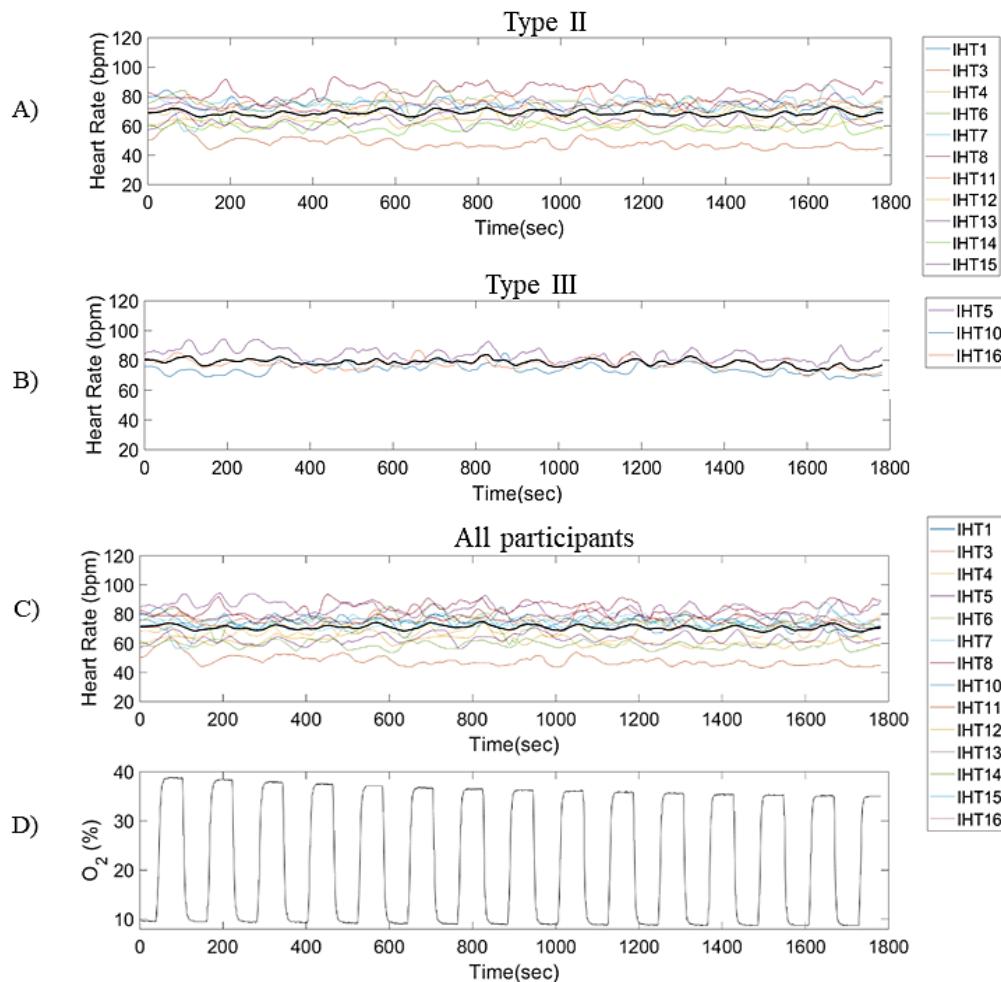 Type II
A)
Heart Rate (bpm)
120
100
80
60
40
20
0 200 400 600 800 1000 1200 1400 1600 1800
Time(sec)
IHT1
IHT3
IHT4
IHT6
IHT7
IHT8
IHT11
IHT12
IHT13
IHT14
IHT15
Type III
B)
Heart Rate (bpm)
120
100
80
60
40
20
0 200 400 600 800 1000 1200 1400 1600 1800
Time(sec)
IHT5
IHT10
IHT16
All participants
C)
Heart Rate (bpm)
120
100
80
60
40
20
0 200 400 600 800 1000 1200 1400 1600 1800
Time(sec)
IHT1
IHT3
IHT4
IHT5
IHT6
IHT7
IHT8
IHT10
IHT11
IHT12
IHT13
IHT14
IHT15
IHT16
D)
O2 (%)
40
30
20
10
0 200 400 600 800 1000 1200 1400 1600 1800
Time(sec)